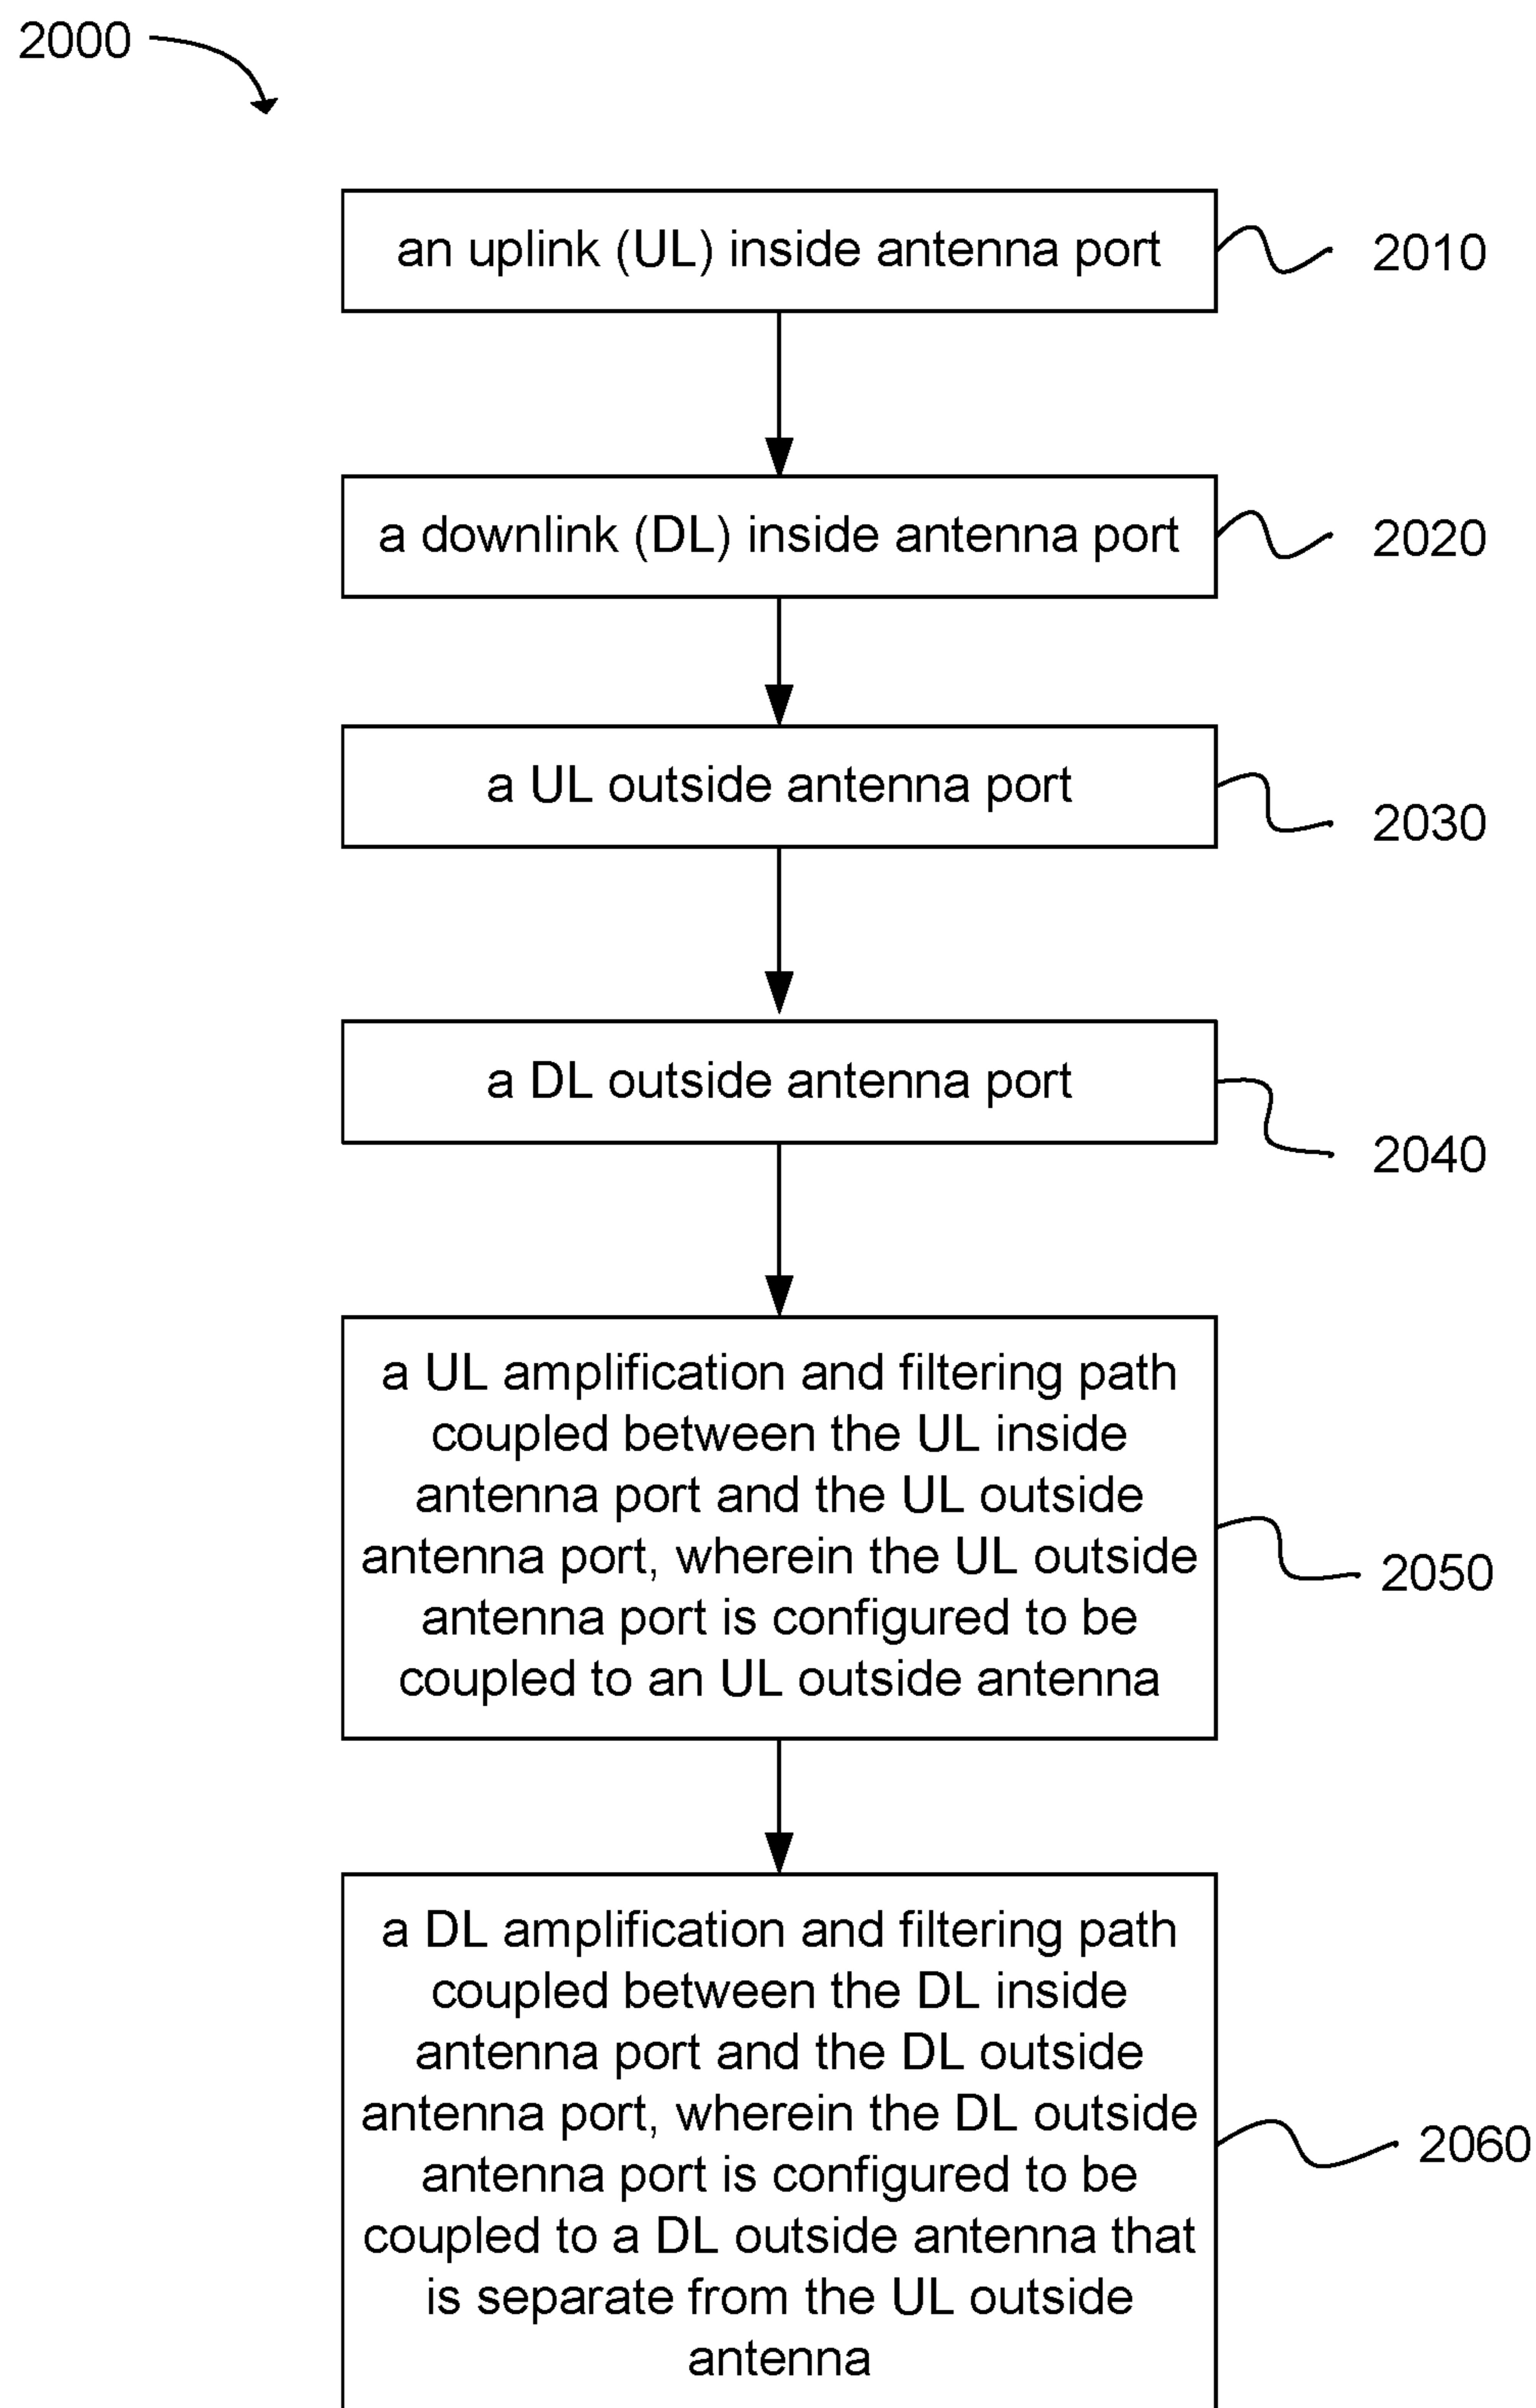 2000
an uplink (UL) inside antenna port
2010
a downlink (DL) inside antenna port
2020
a UL outside antenna port
2030
a DL outside antenna port
2040
a UL amplification and filtering path
coupled between the UL inside
antenna port and the UL outside
antenna port, wherein the UL outside
antenna port is configured to be
coupled to an UL outside antenna
2050
a DL amplification and filtering path
coupled between the DL inside
antenna port and the DL outside
antenna port, wherein the DL outside
antenna port is configured to be
coupled to a DL outside antenna that
is separate from the UL outside
antenna
2060